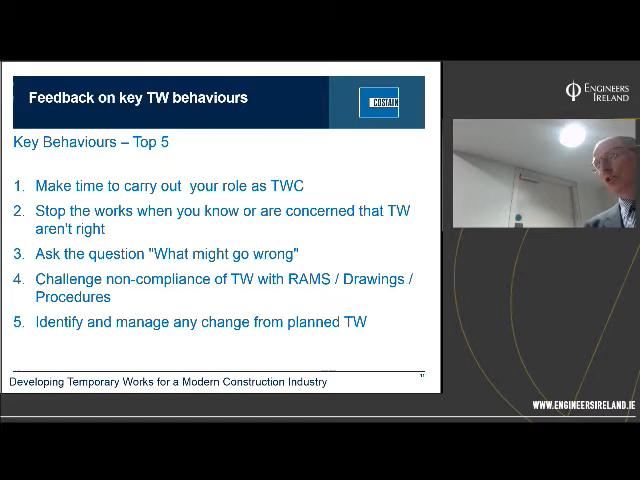 Feedback on key TW behaviours
COSTAIN
Key Behaviours – Top 5
1. Make time to carry out your role as TWC
2. Stop the works when you know or are concerned that TW
aren't right
3. Ask the question "What might go wrong"
4. Challenge non-compliance of TW with RAMS / Drawings /
Procedures
5. Identify and manage any change from planned TW
Developing Temporary Works for a Modern Construction Industry
ENGINEERS
IRELAND
WWW.ENGINEERSIRELAND.IE